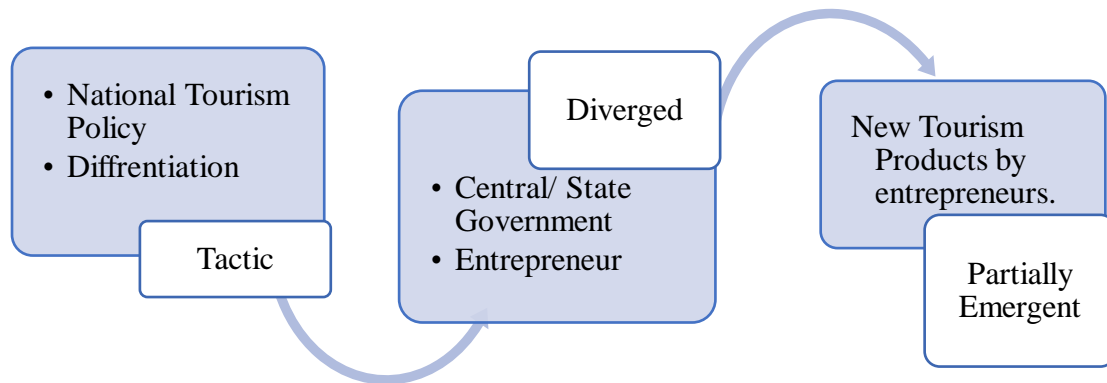 • National Tourism
Policy
• Diffrentiation
Tactic
Diverged
• Central/ State
Government
• Entrepreneur
New Tourism
Products by
entrepreneurs.
Partially
Emergent